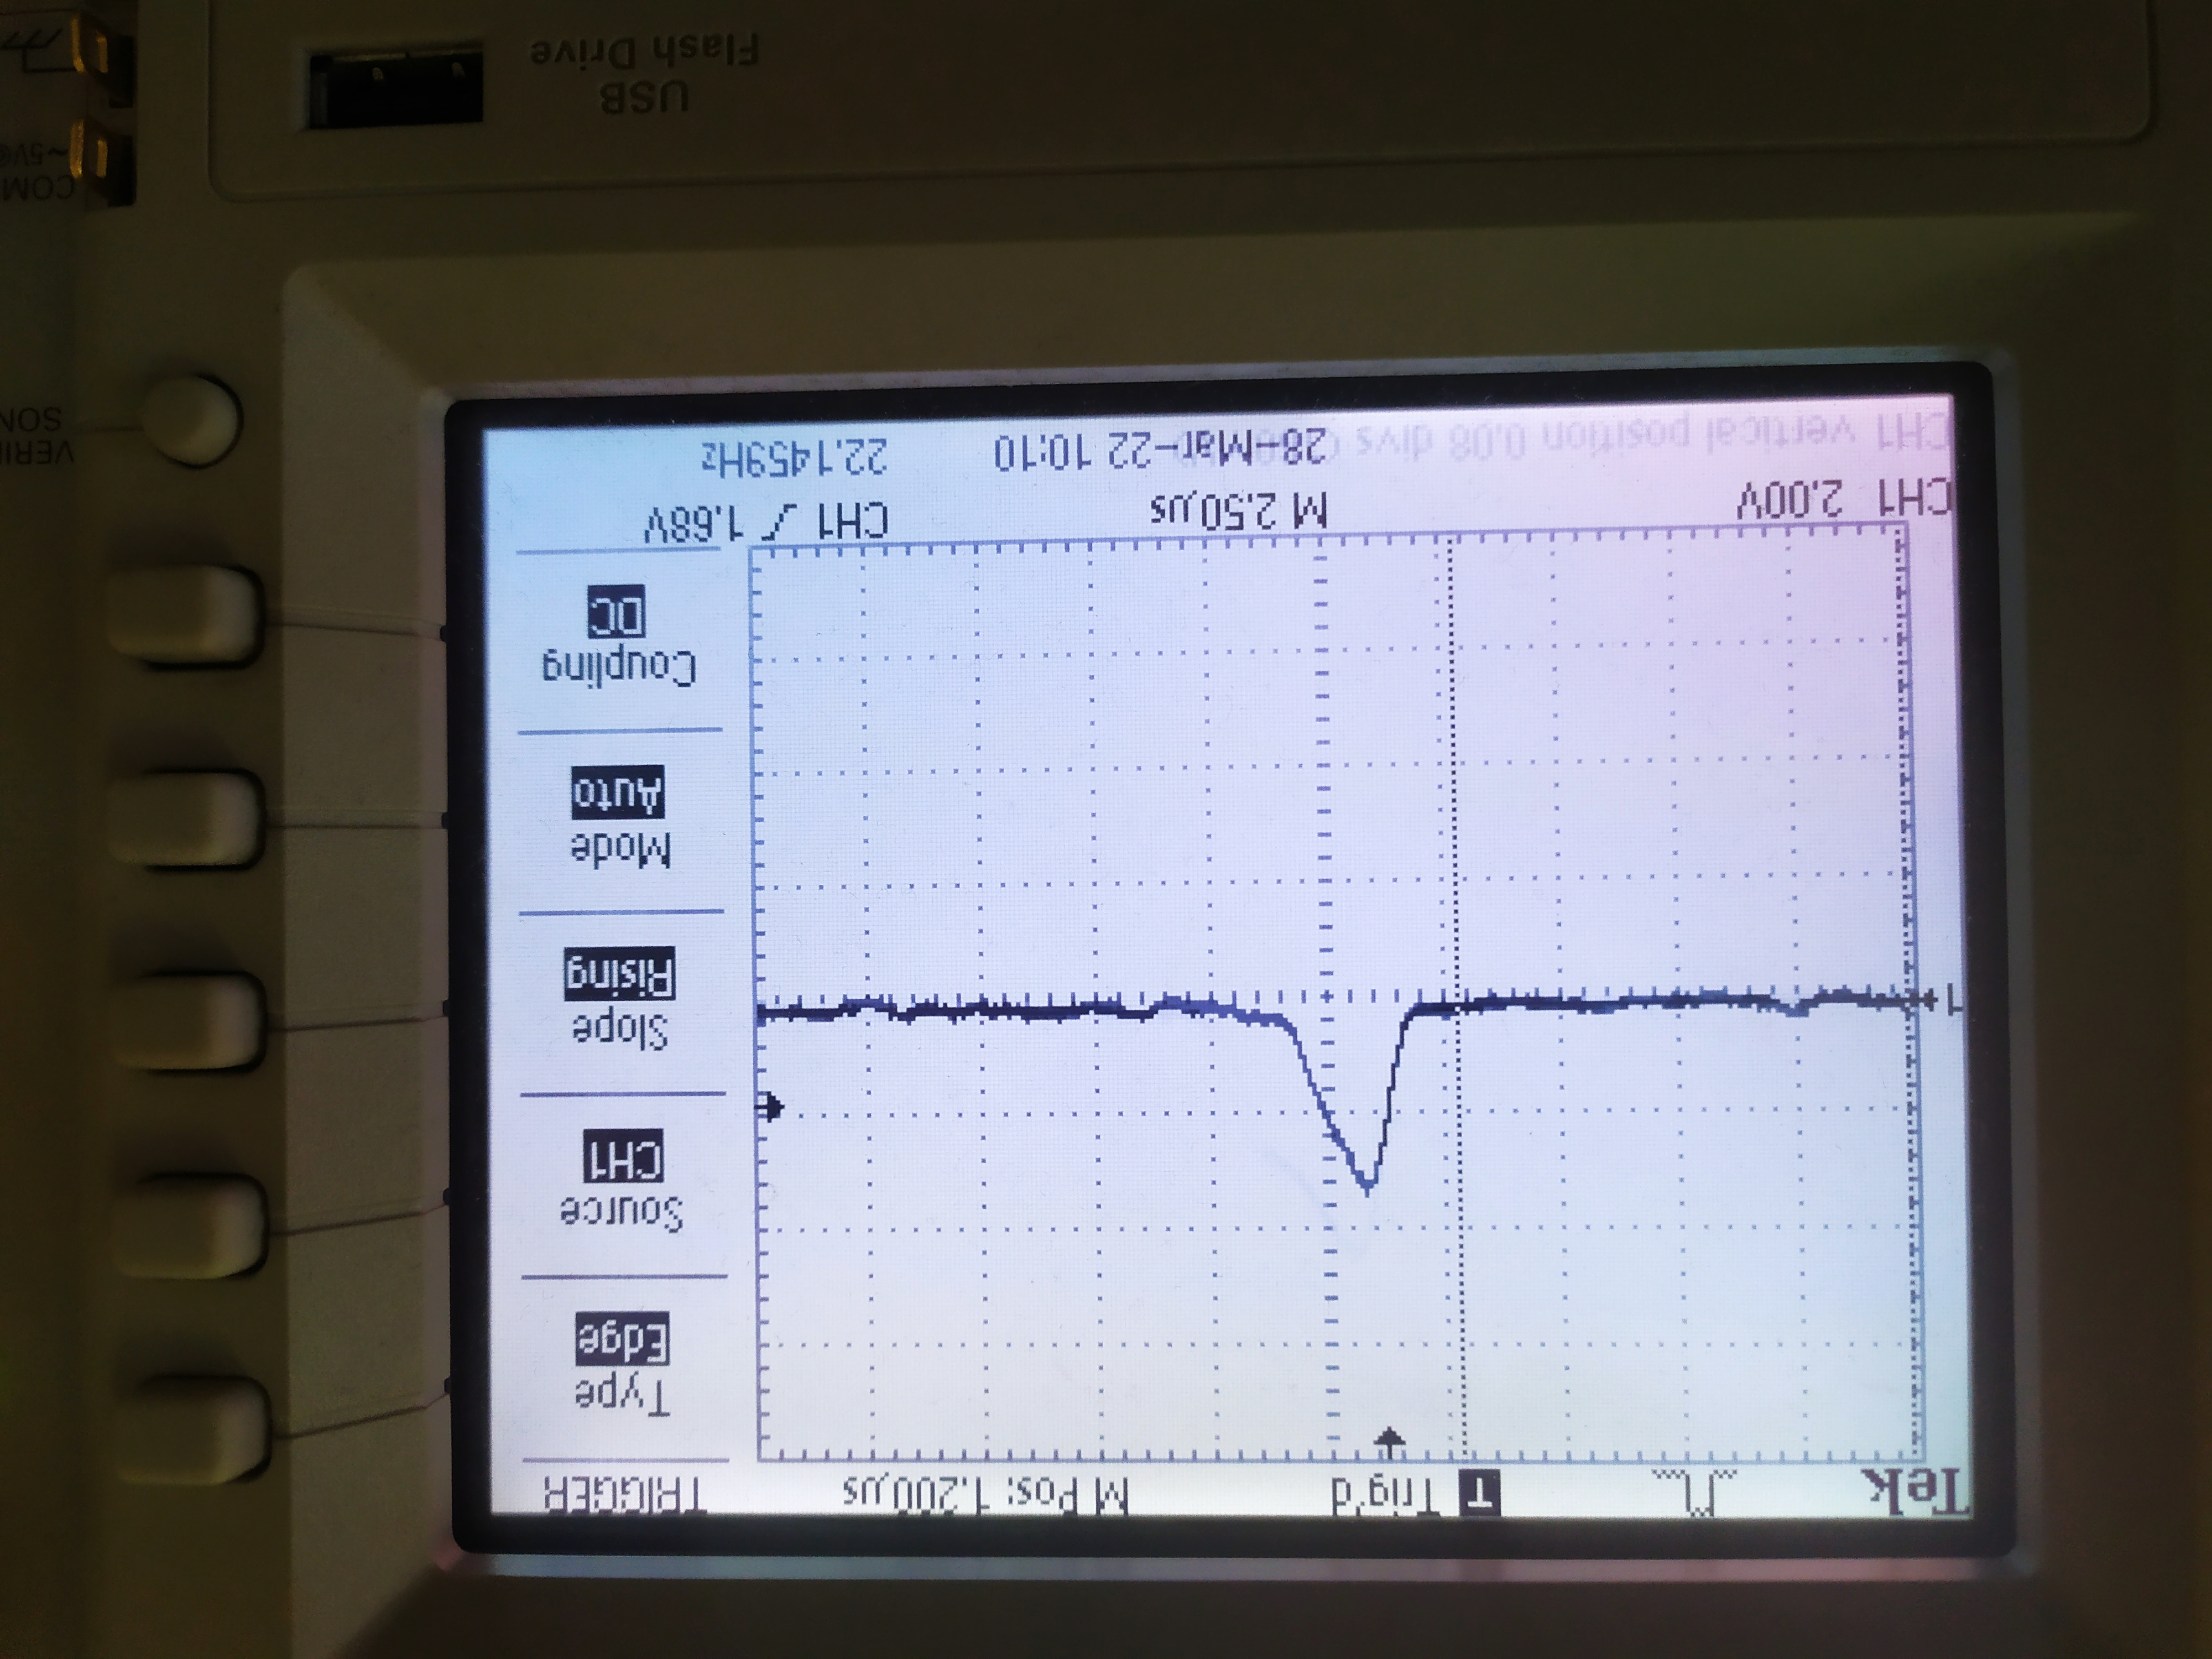 Tek T Trig'd M Pos: 1.200µs TRIGGER
Type
Edge
Source
CH1
Slope
Rising
Mode
Auto
Coupling
DC
1
CH1 2.00V M 2.50µs CH1 1.68V
CH1 vertical position 0.08 divs
28-Mar-22 10:10 22.1459Hz
USB
Flash Drive